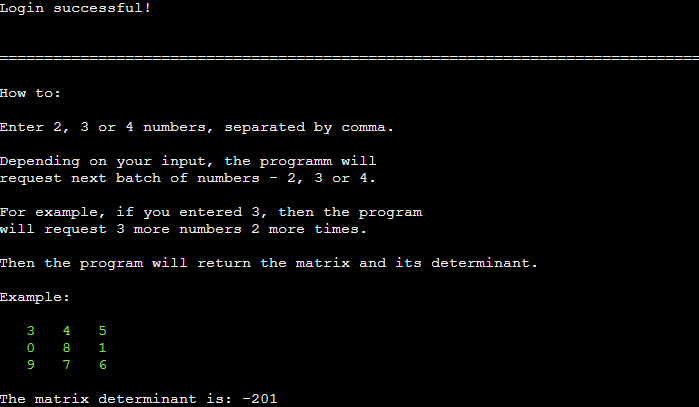 Login successful!
================================================================================
How to:
Enter 2, 3 or 4 numbers, separated by comma.
Depending on your input, the programm will
request next batch of numbers - 2, 3 or 4.
For example, if you entered 3, then the program
will request 3 more numbers 2 more times.
Then the program will return the matrix and its determinant.
Example:
3 4 5
0 8 1
9 7 6
The matrix determinant is: -201